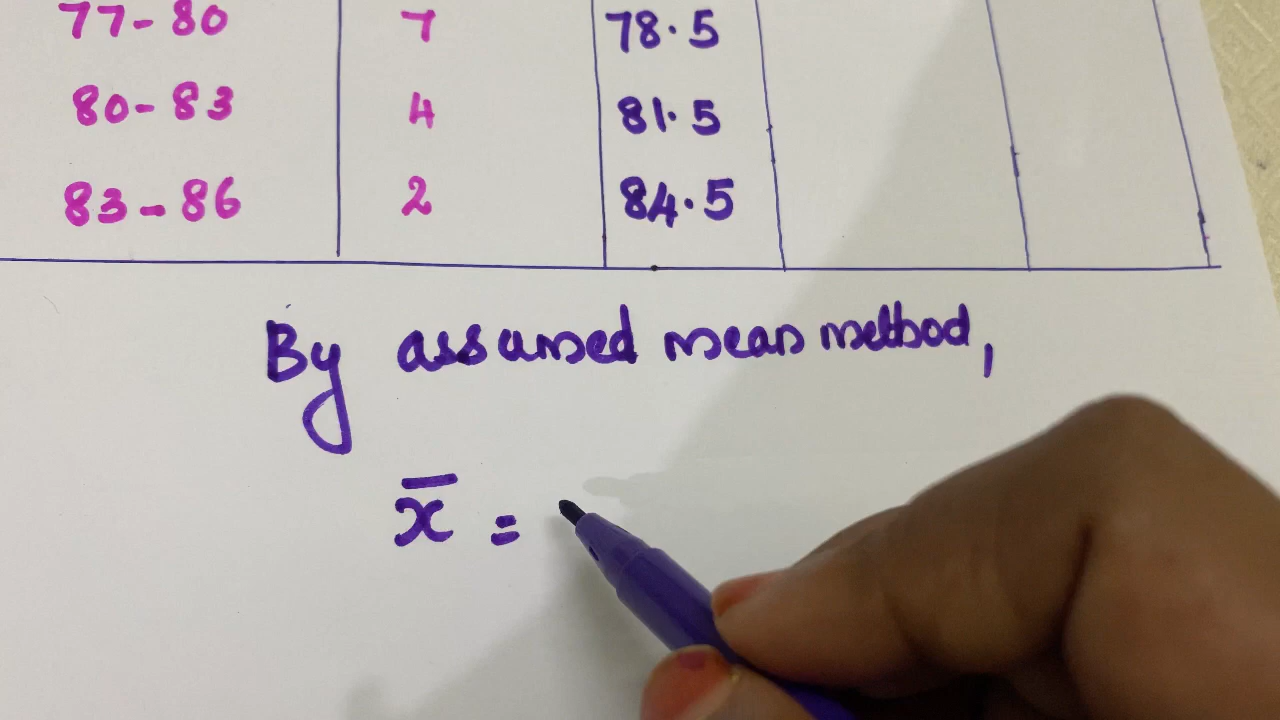 77-80 7 78.5
80-83 4 81.5
83-86 2 84.5
By assumed mean method,
x̄ =